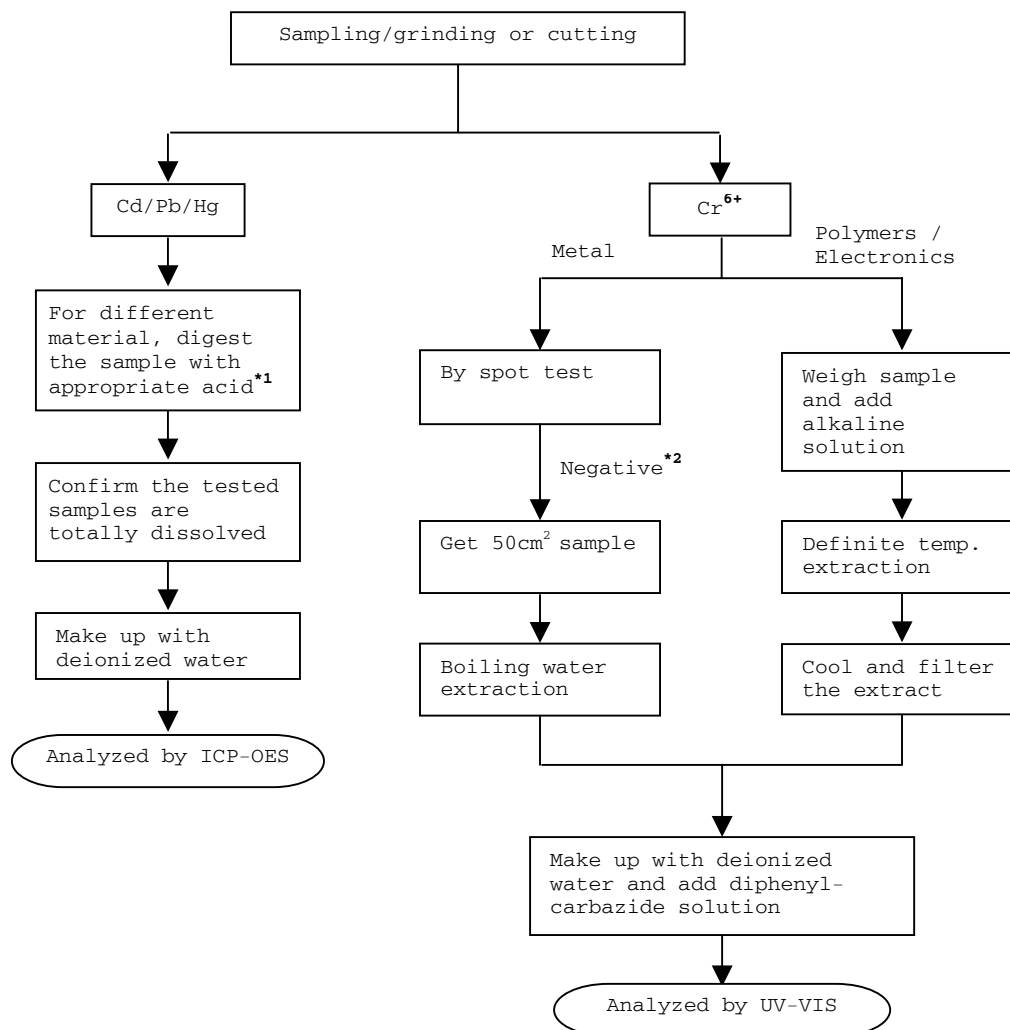 Sampling/grinding or cutting
Cd/Pb/Hg
For different
material, digest
the sample with
appropriate acid*1
Confirm the tested
samples are
totally dissolved
Make up with
deionized water
Analyzed by ICP-OES
Cr6+
Metal
Polymers /
Electronics
By spot test
Negative*2
Get 50cm2 sample
Boiling water
extraction
Weigh sample
and add
alkaline
solution
Definite temp.
extraction
Cool and filter
the extract
Make up with deionized
water and add diphenyl-
carbazide solution
Analyzed by UV-VIS